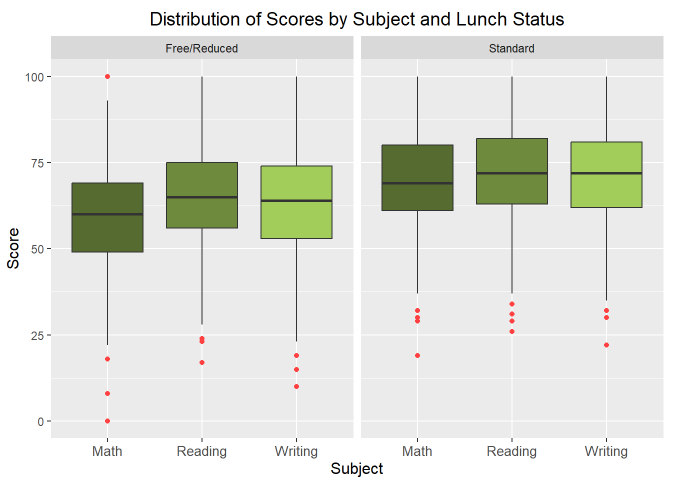 Distribution of Scores by Subject and Lunch Status
Free/Reduced
Standard
100
75
50
25
0
Score
Math
Reading
Writing
Math
Reading
Writing
Subject